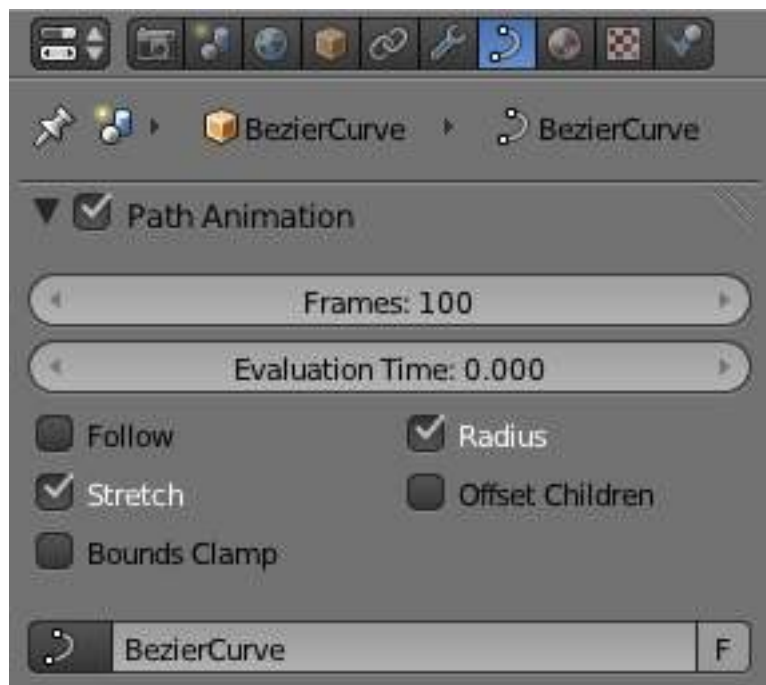 BezierCurve BezierCurve
Path Animation
Frames: 100
Evaluation Time: 0.000
Follow Radius
Stretch Offset Children
Bounds Clamp
BezierCurve F